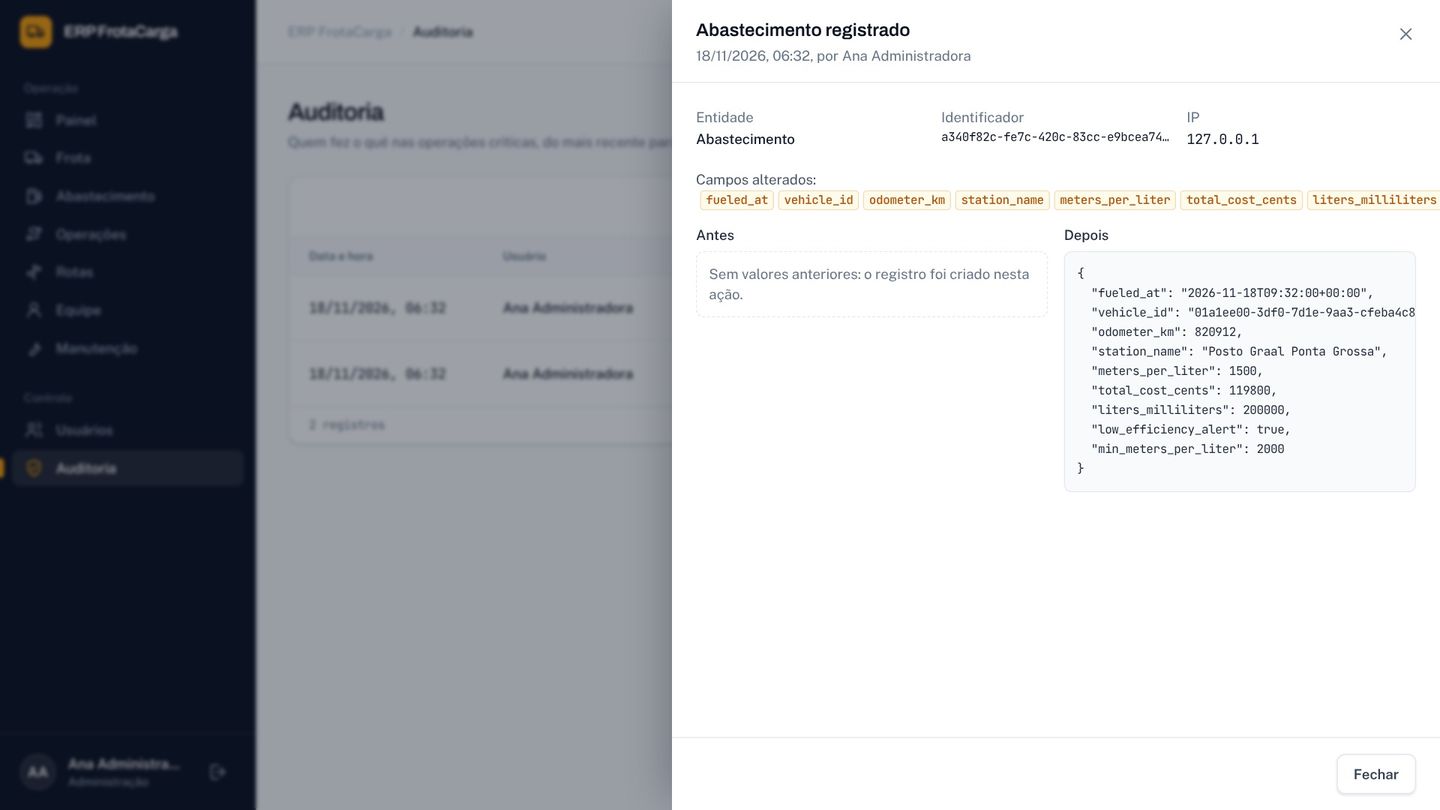 ERP FrotaCarga
Operação
Painel
Frota
Abastecimento
Operações
Rotas
Equipe
Manutenção
Controle
Usuários
Auditoria
AA
Ana Administra...
Administração
ERP FrotaCarga / Auditoria
Auditoria
Quem fez o quê nas operações críticas, do mais recente par
Data e hora Usuário
18/11/2026, 06:32 Ana Administradora
18/11/2026, 06:32 Ana Administradora
2 registros
Abastecimento registrado
18/11/2026, 06:32, por Ana Administradora
Entidade Identificador IP
Abastecimento a340f82c-fe7c-420c-83cc-e9bcea74… 127.0.0.1
Campos alterados:
fueled_at vehicle_id odometer_km station_name meters_per_liter total_cost_cents liters_milliliters
Antes
Sem valores anteriores: o registro foi criado nesta
ação.
Depois
{
"fueled_at": "2026-11-18T09:32:00+00:00",
"vehicle_id": "01a1ee00-3df0-7d1e-9aa3-cfeba4c8
"odometer_km": 820912,
"station_name": "Posto Graal Ponta Grossa",
"meters_per_liter": 1500,
"total_cost_cents": 119800,
"liters_milliliters": 200000,
"low_efficiency_alert": true,
"min_meters_per_liter": 2000
}
Fechar